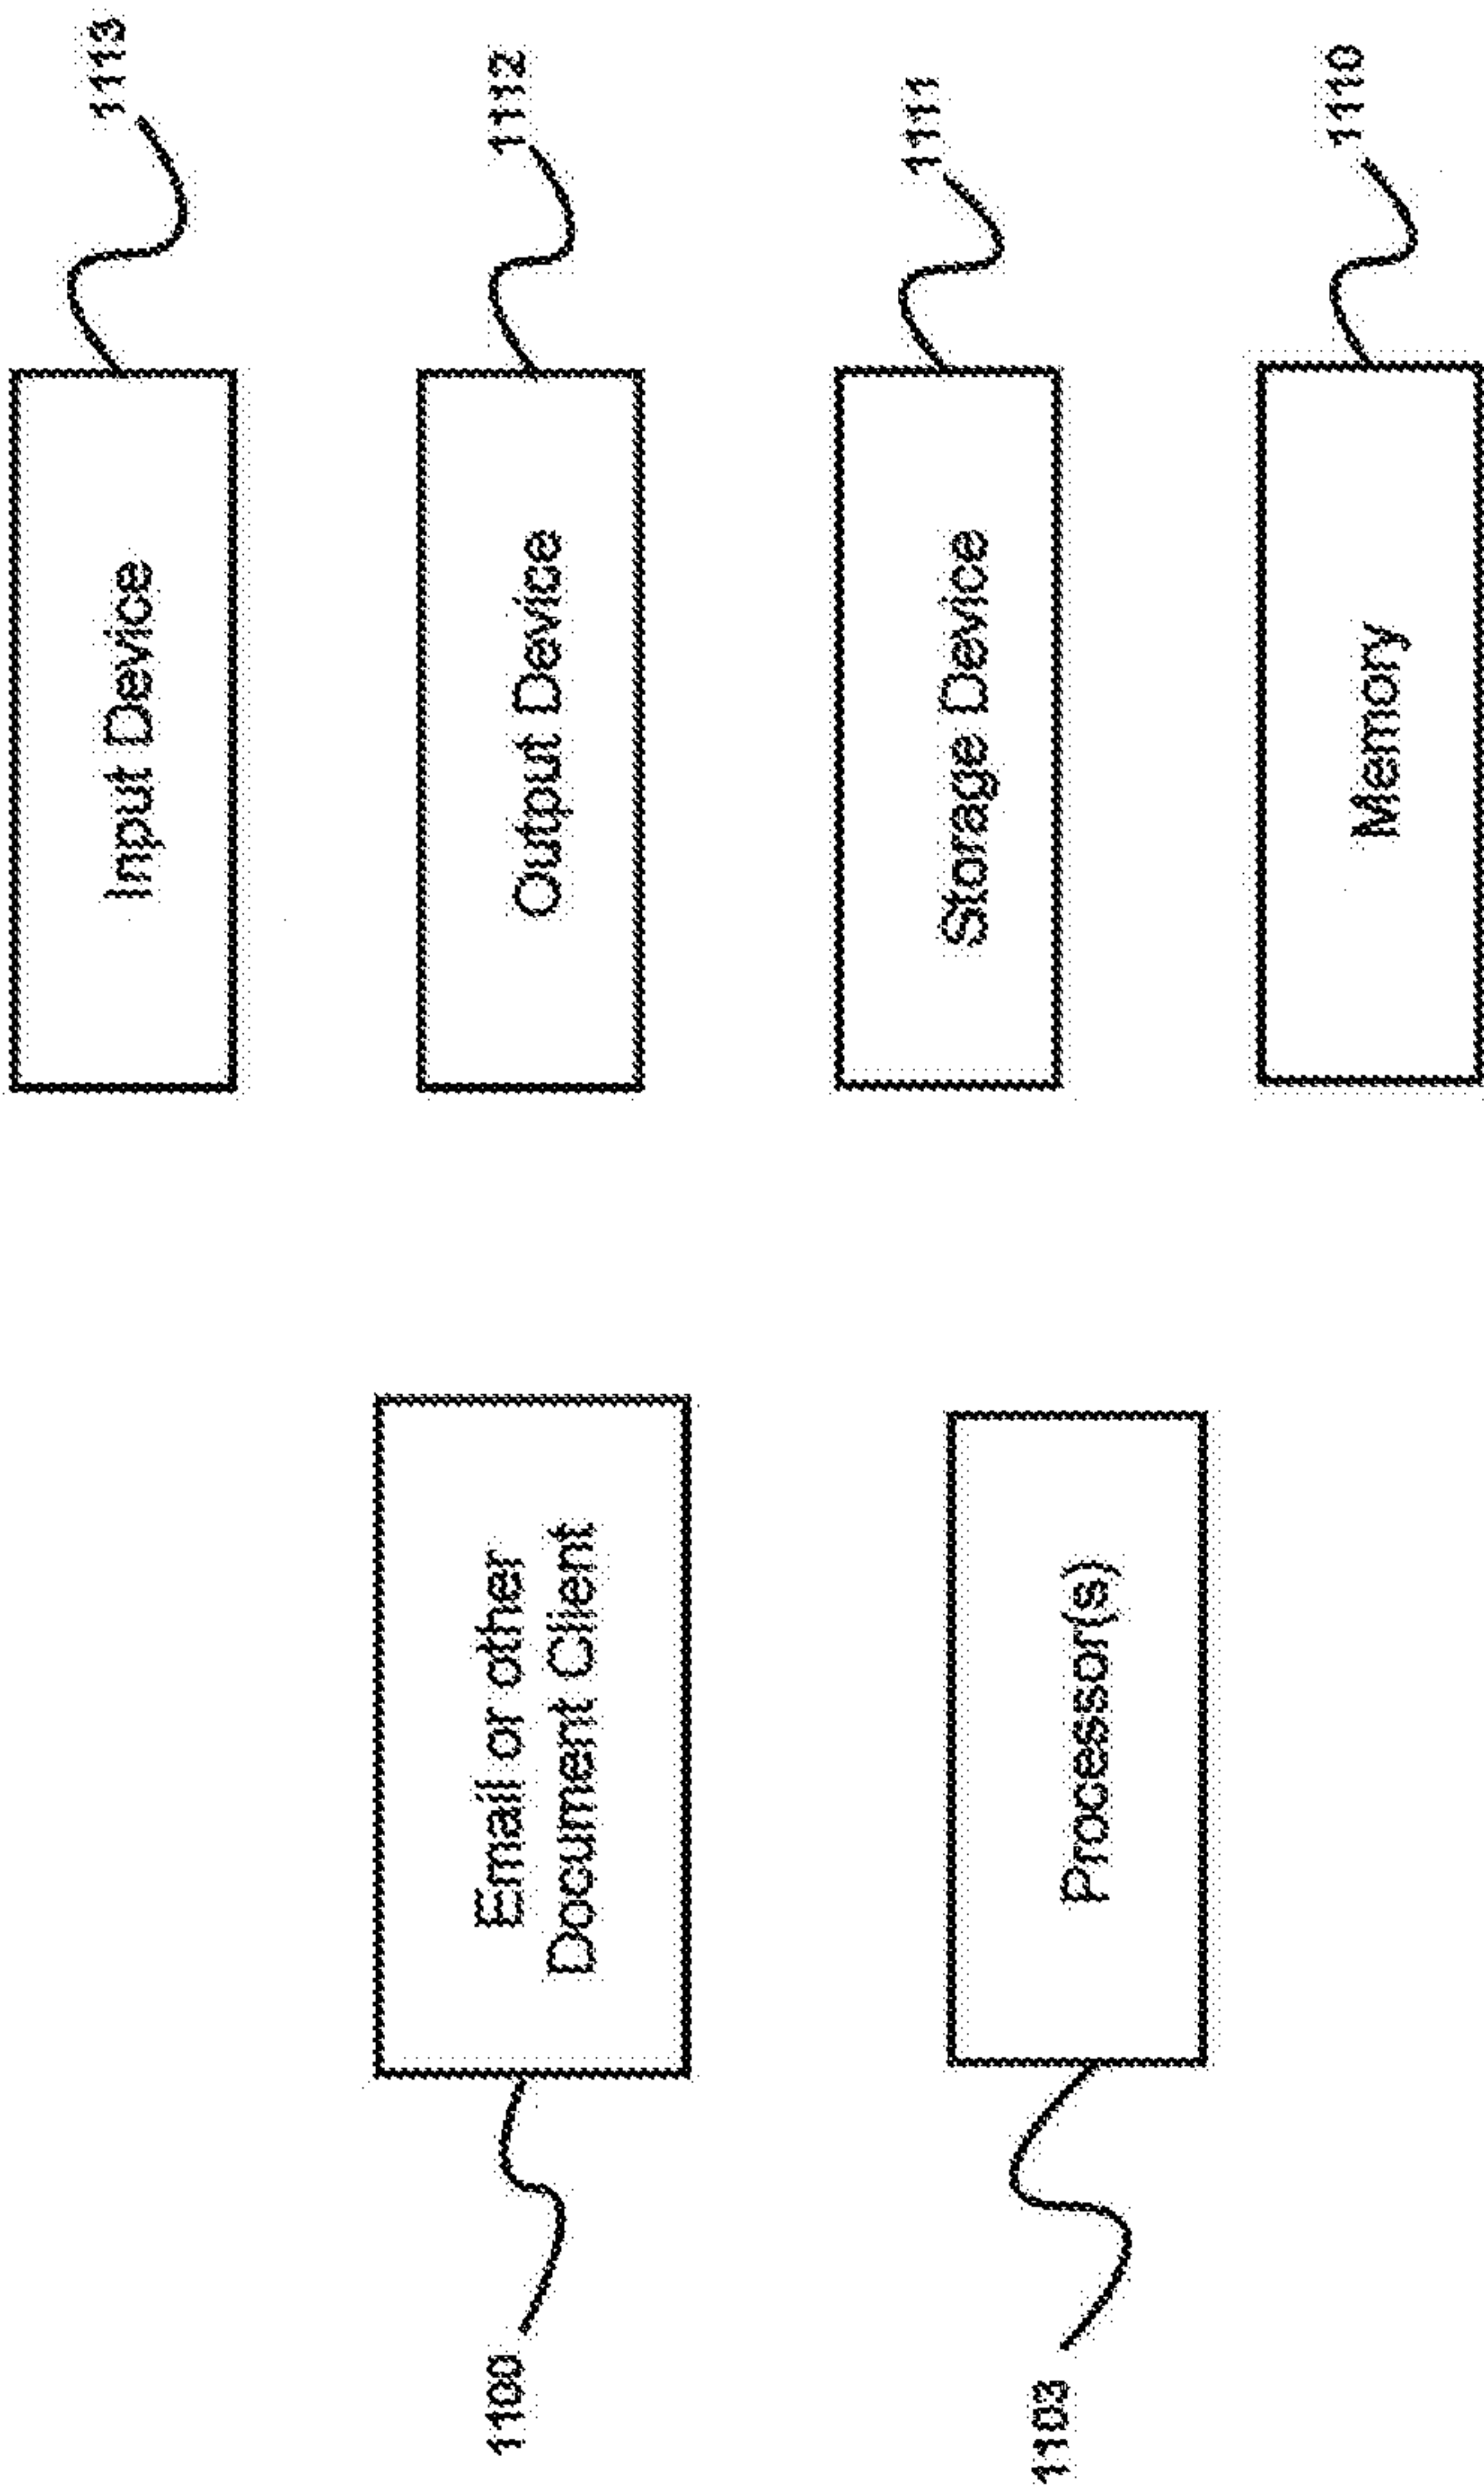 Input Device
1113
Email or other
Document Client
1100
Output Device
1112
Storage Device
1111
Processor(s)
1103
Memory
1110